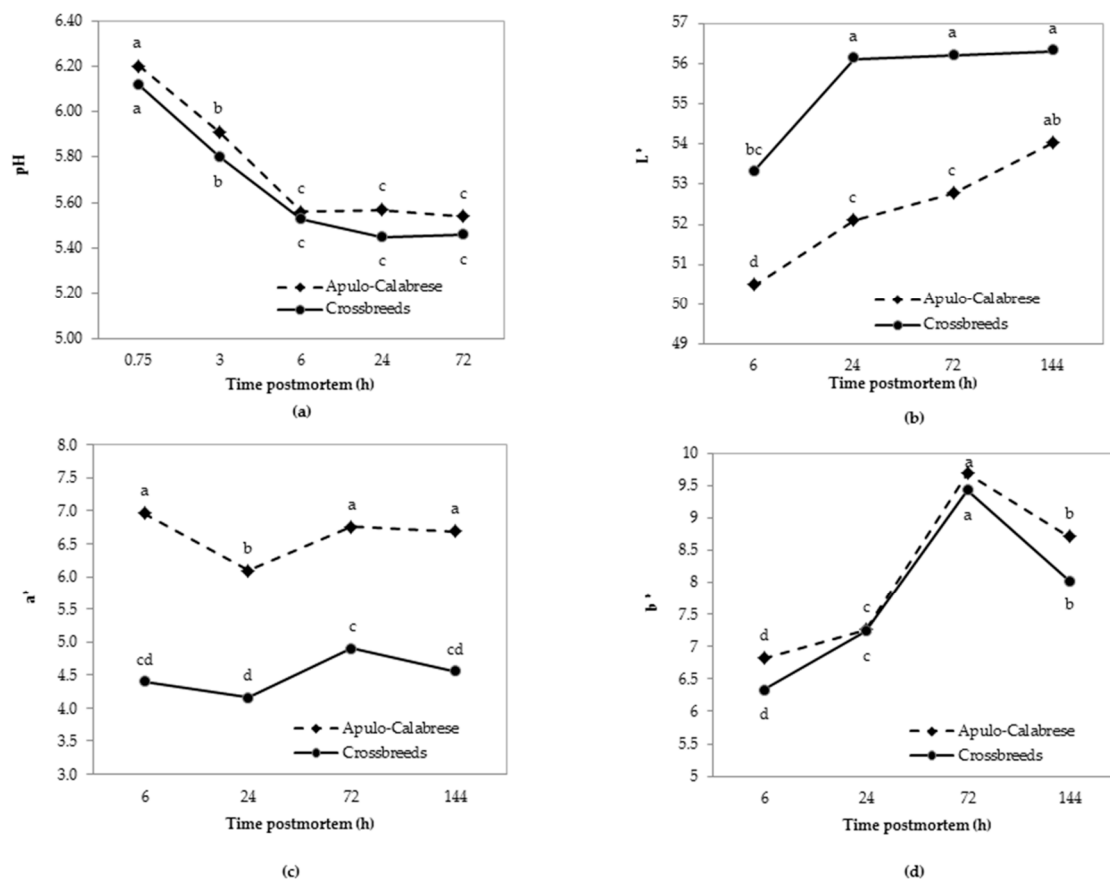 6.40
6.20
6.00
5.80
5.60
5.40
5.20
5.00
pH
a
a
b
b
c
c
c
c
c
c
Apulo-Calabrese
Crossbreeds
0.75 3 6 24 72
Time postmortem (h)
(a)
57
56
55
54
53
52
51
50
49
L*
a
a
a
bc
ab
c
c
d
Apulo-Calabrese
Crossbreeds
6 24 72 144
Time postmortem (h)
(b)
8.0
7.5
7.0
6.5
6.0
5.5
5.0
4.5
4.0
3.5
3.0
a*
a
b
a
a
cd
d
c
cd
Apulo-Calabrese
Crossbreeds
6 24 72 144
Time postmortem (h)
(c)
10
9.5
9
8.5
8
7.5
7
6.5
6
5.5
5
b*
d
d
c
c
a
a
b
b
Apulo-Calabrese
Crossbreeds
6 24 72 144
Time postmortem (h)
(d)